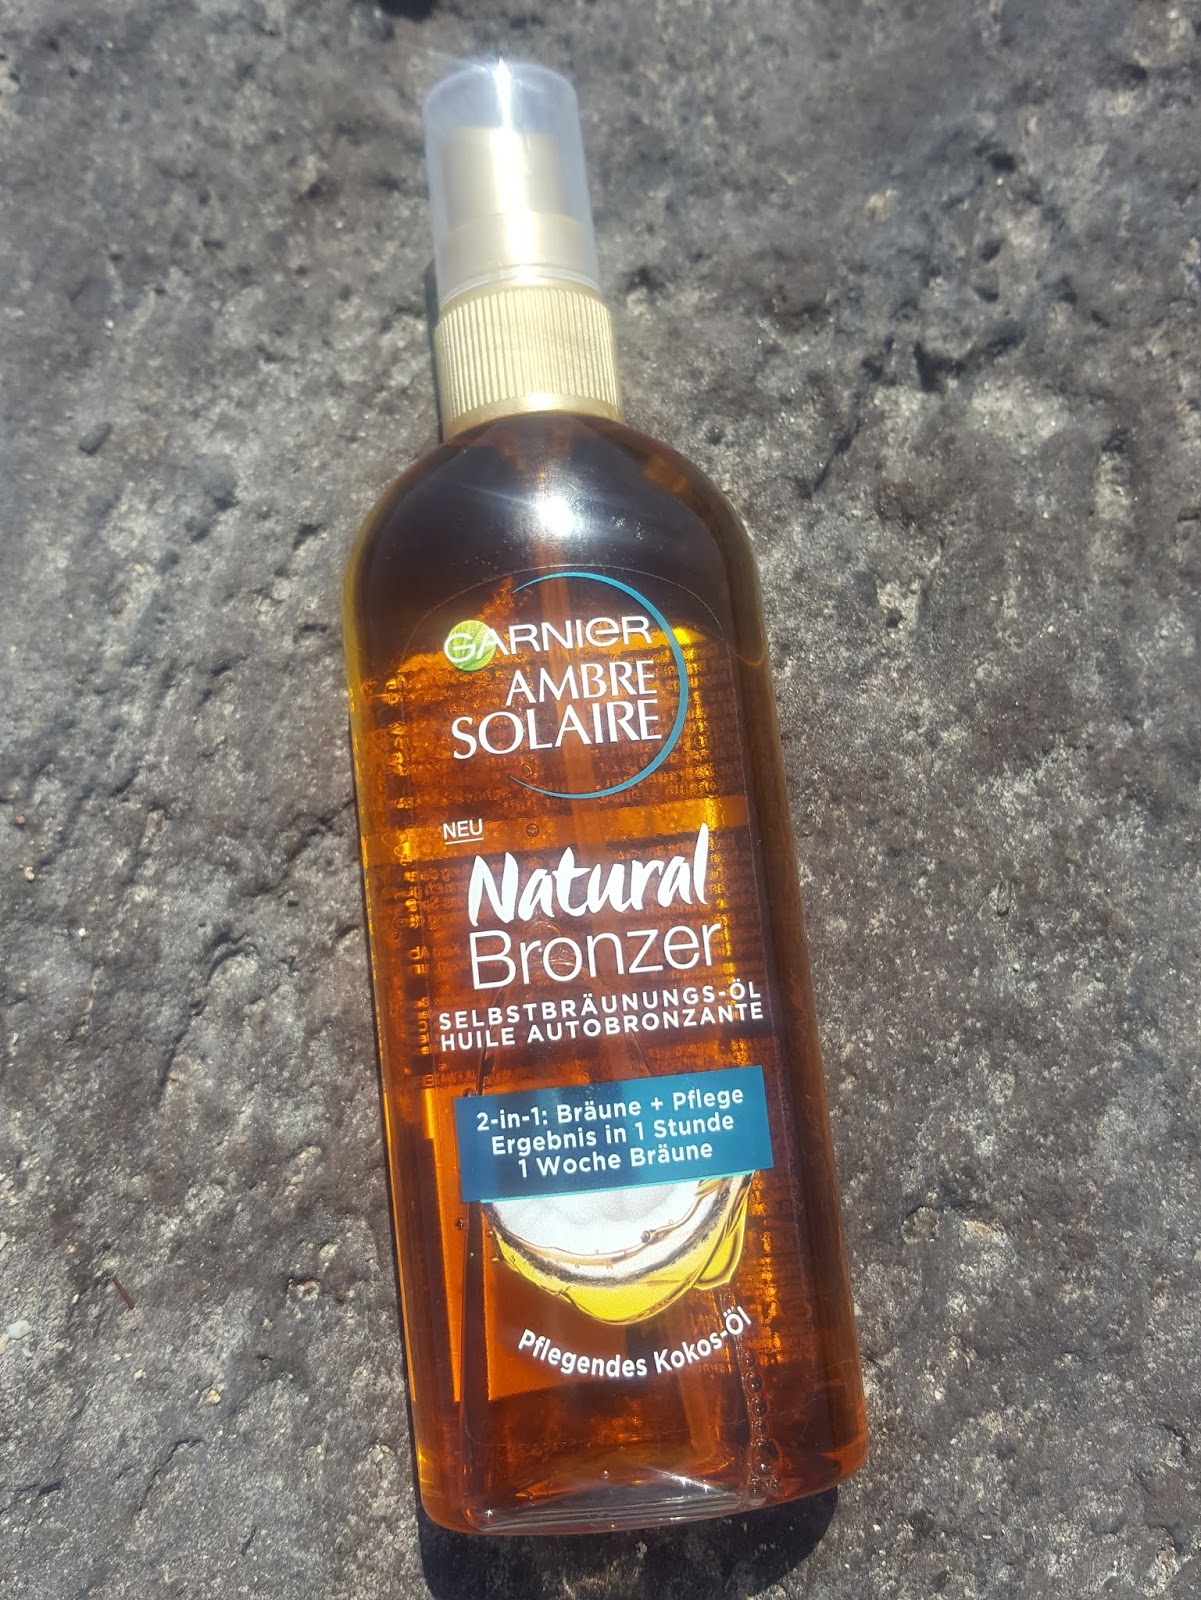 GARNIER
AMBRE
SOLAIRE
NEU
Natural
Bronzer
SELBSTBRÄUNUNGS-ÖL
HUILE AUTOBRONZANTE
2-in-1: Bräune + Pflege
Ergebnis in 1 Stunde
1 Woche Bräune
Pflegendes Kokos-Öl